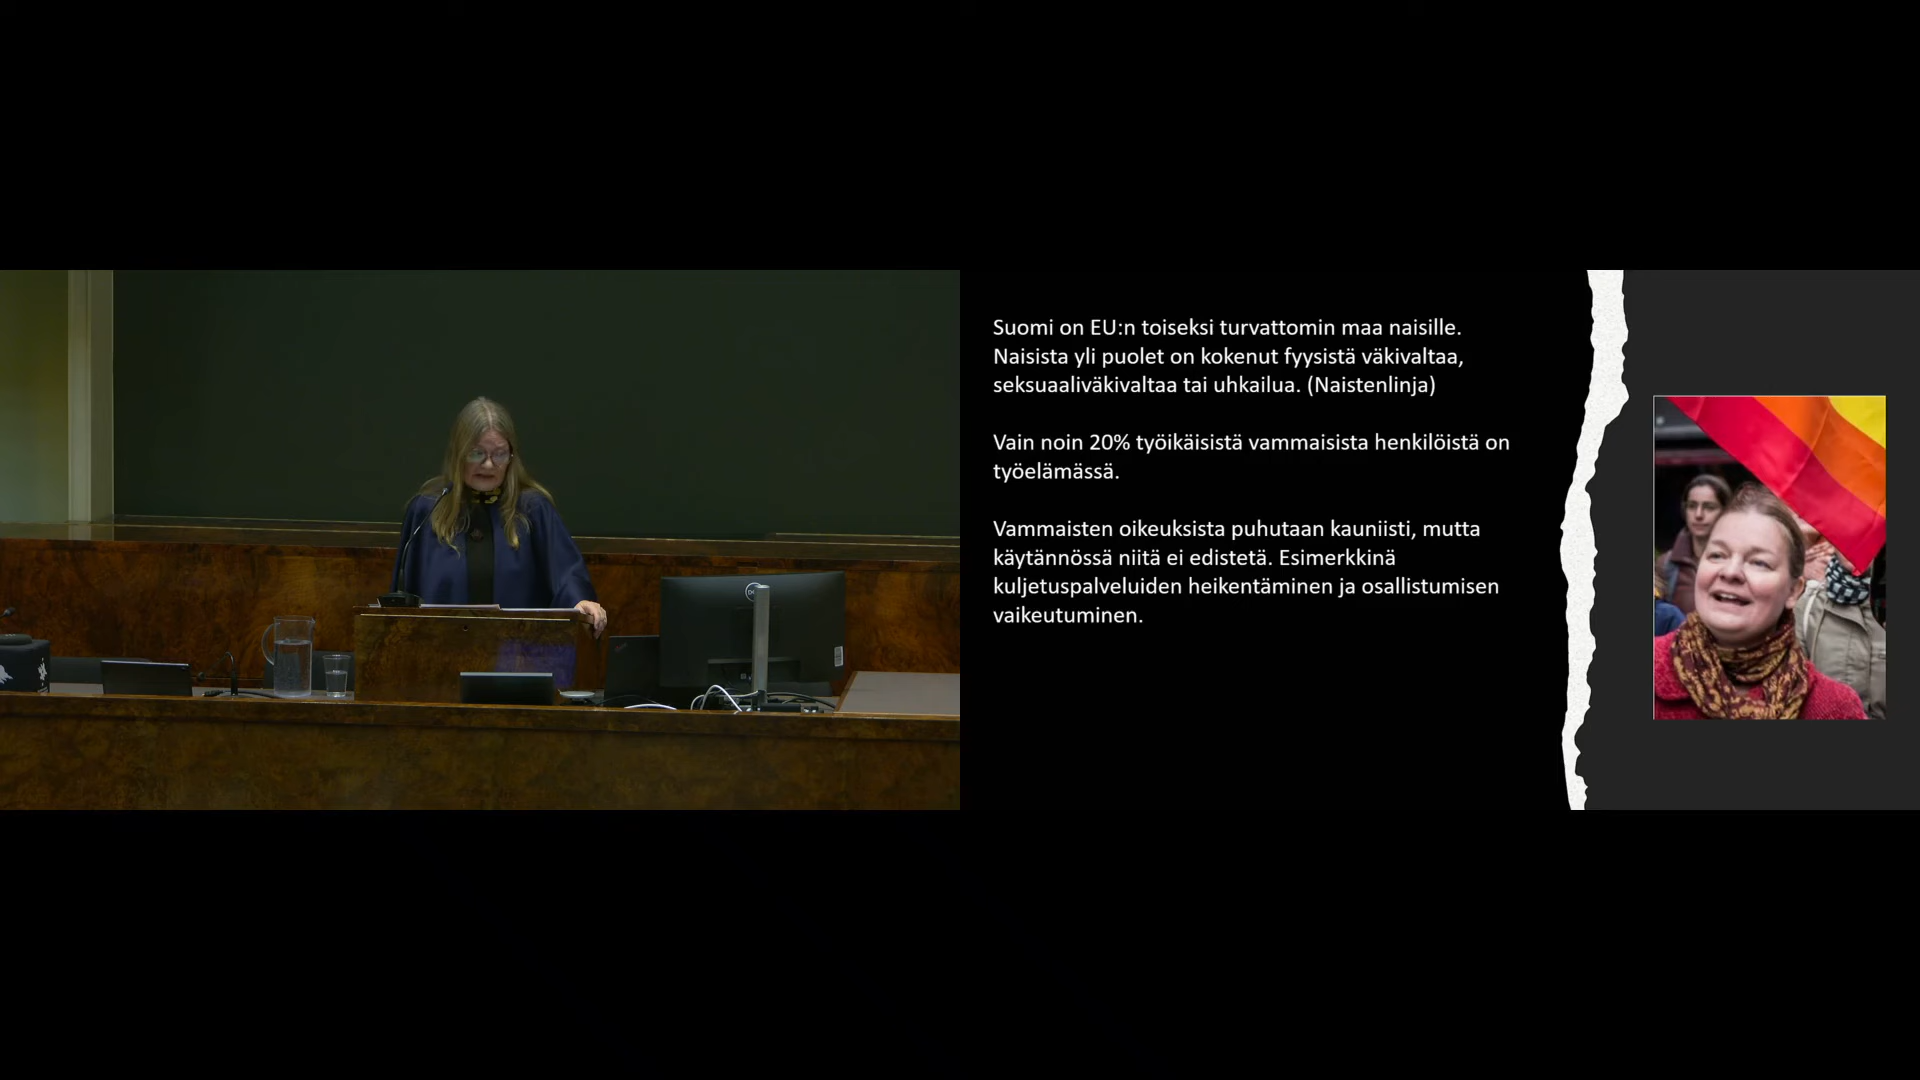 Suomi on EU:n toiseksi turvattomin maa naisille.
Naisista yli puolet on kokenut fyysistä väkivaltaa,
seksuaaliväkivaltaa tai uhkailua. (Naistenlinja)
Vain noin 20% työikäisistä vammaisista henkilöistä on
työelämässä.
Vammaisten oikeuksista puhutaan kauniisti, mutta
käytännössä niitä ei edistetä. Esimerkkinä
kuljetuspalveluiden heikentäminen ja osallistumisen
vaikeutuminen.